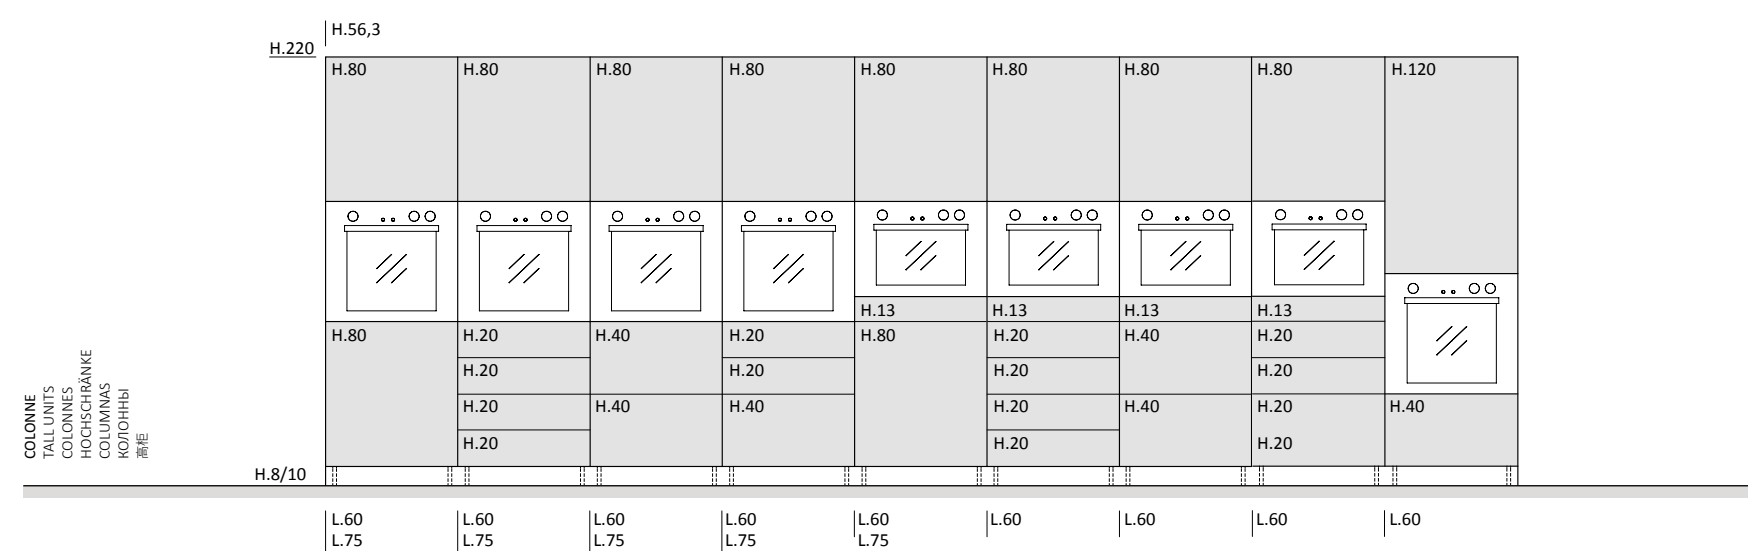 H.56,3
H.220
H.80 H.80 H.80 H.80 H.80 H.80 H.80 H.80 H.120
H.13 H.13 H.13 H.13
H.80 H.20 H.40 H.20 H.80 H.20 H.40 H.20
H.20 H.20 H.20 H.20
H.20 H.40 H.40 H.20 H.40 H.20 H.40
H.20 H.20 H.20
H.8/10
L.60 L.60 L.60 L.60 L.60 L.60 L.60 L.60 L.60
L.75 L.75 L.75 L.75 L.75
COLONNE
TALL UNITS
COLONNES
HOCHSCHRÄNKE
COLUMNAS
КОЛОННЫ
高柜